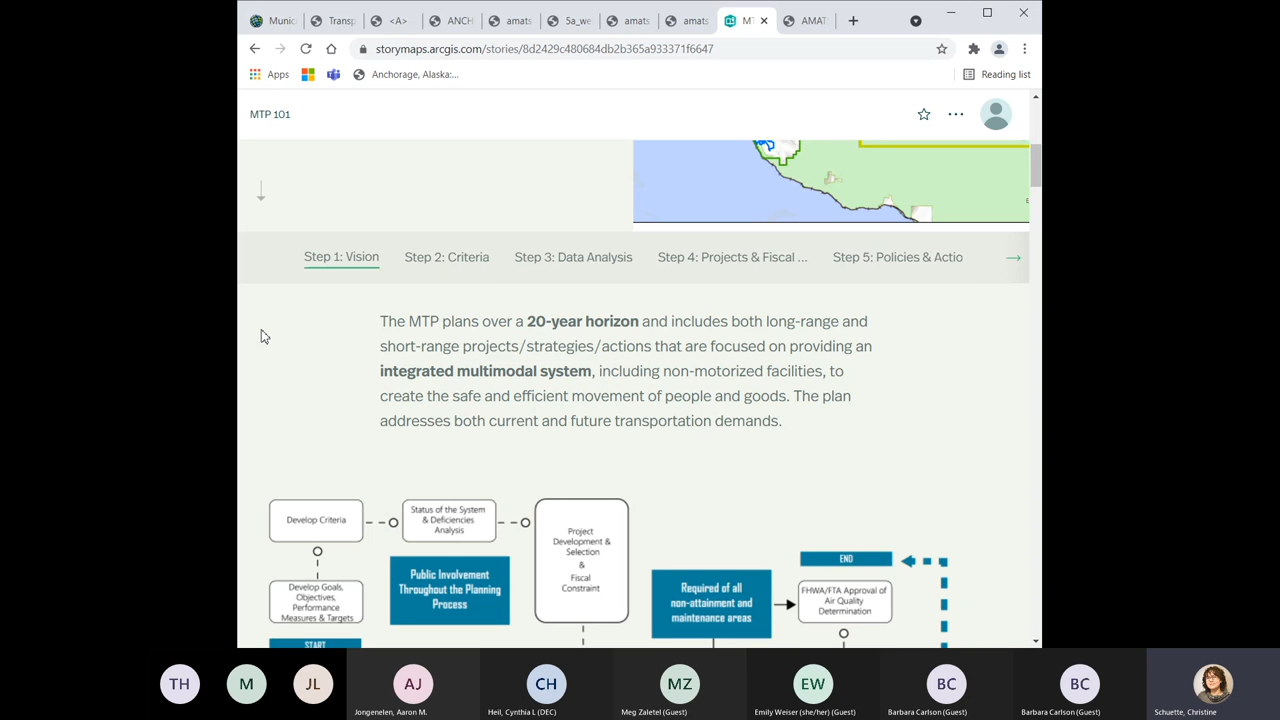 Munic
Transp
<A>
ANCH
amats
5a_we
amats
amats
MT
AMAT
storymaps.arcgis.com/stories/8d2429c480684db2b365a933371f6647
Apps
Anchorage, Alaska:...
Reading list
MTP 101
Step 1: Vision
Step 2: Criteria
Step 3: Data Analysis
Step 4: Projects & Fiscal ...
Step 5: Policies & Actio
The MTP plans over a 20-year horizon and includes both long-range and
short-range projects/strategies/actions that are focused on providing an
integrated multimodal system, including non-motorized facilities, to
create the safe and efficient movement of people and goods. The plan
addresses both current and future transportation demands.
Develop Criteria
Status of the System
& Deficiencies
Analysis
Project
Development &
Selection
&
Fiscal
Constraint
Public Involvement
Throughout the Planning
Process
Develop Goals,
Objectives,
Performance
Measures & Targets
START
Required of all
non-attainment and
maintenance areas
END
FHWA/FTA Approval of
Air Quality
Determination
TH
M
JL
AJ
Jongenelen, Aaron M.
CH
Heil, Cynthia L (DEC)
MZ
Meg Zaletel (Guest)
EW
Emily Weiser (she/her) (Guest)
BC
Barbara Carlson (Guest)
BC
Barbara Carlson (Guest)
Schuette, Christine